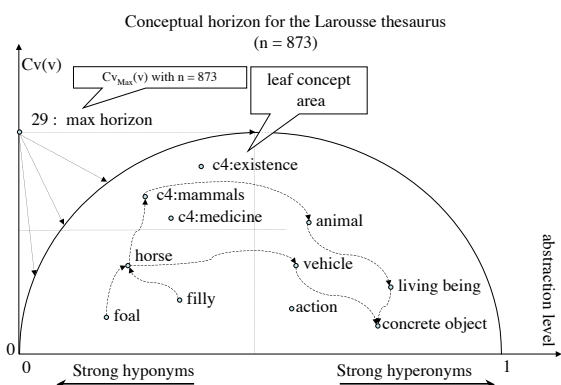 Conceptual horizon for the Larousse thesaurus
(n = 873)
Cv(v)
CvMax(v) with n = 873
leaf concept
area
29 : max horizon
c4:existence
c4:mammals
c4:medicine
animal
horse
vehicle
living being
filly
action
foal
concrete object
abstraction level
0
0
1
Strong hyponyms
Strong hyperonyms